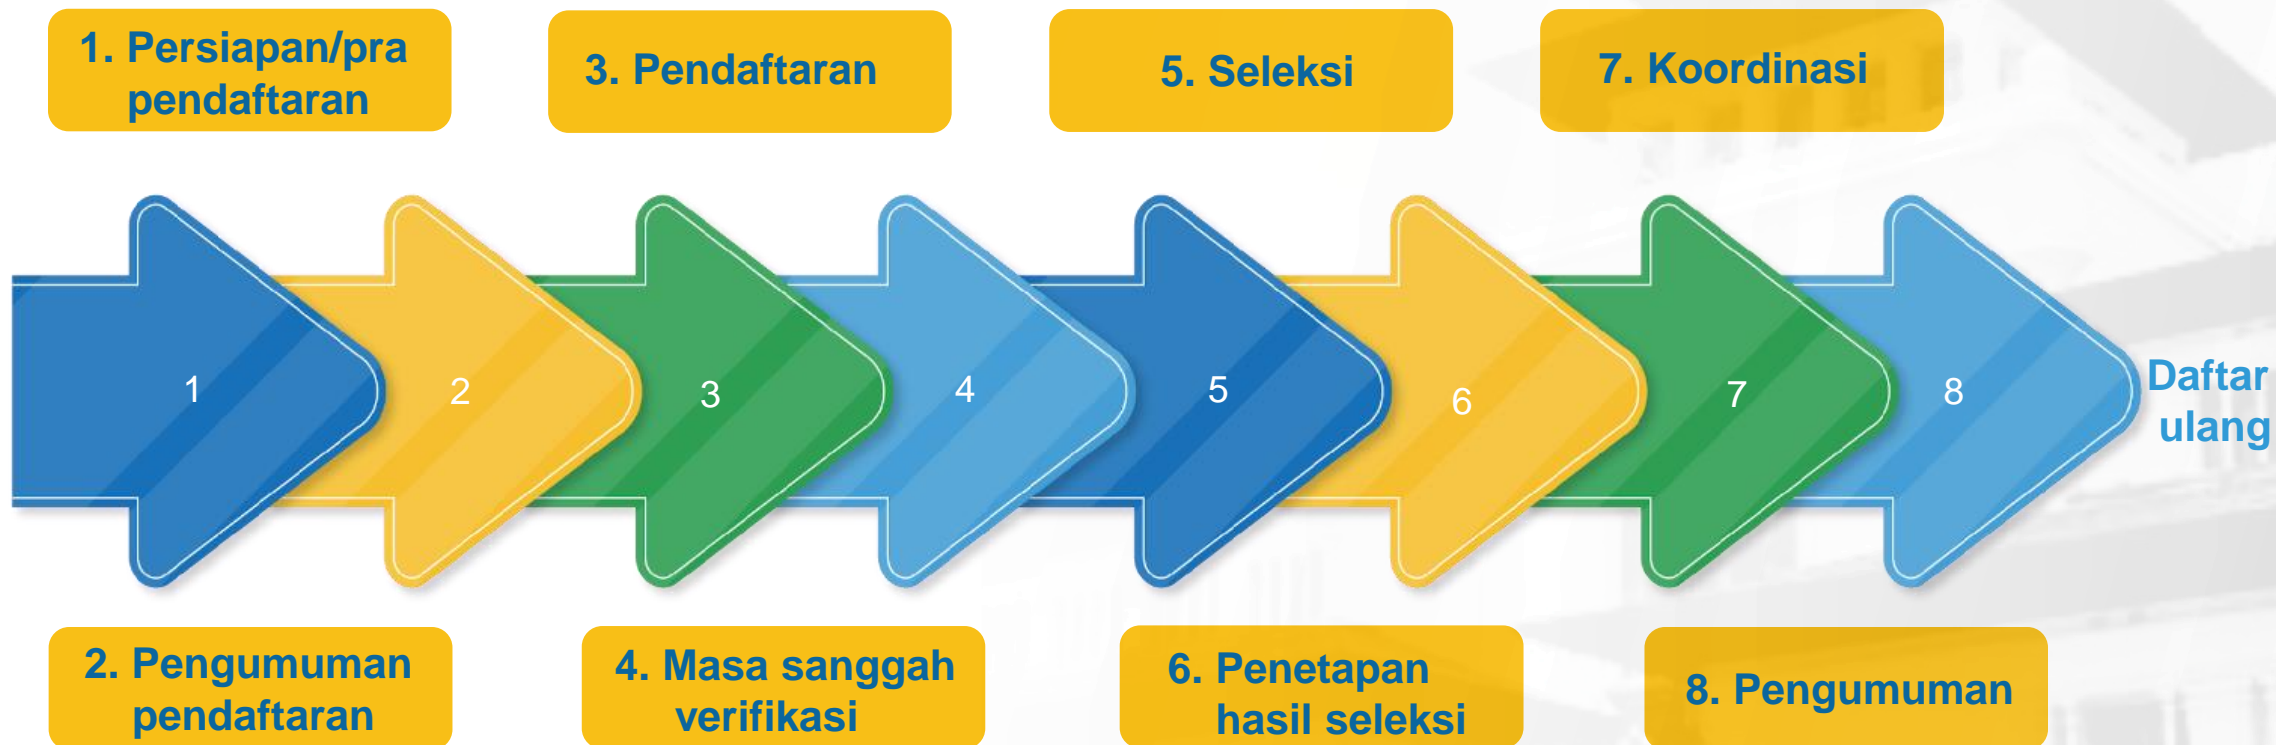 1. Persiapan/pra
pendaftaran
3. Pendaftaran
5. Seleksi
7. Koordinasi
1
2
3
4
5
6
7
8
Daftar
ulang
2. Pengumuman
pendaftaran
4. Masa sanggah
verifikasi
6. Penetapan
hasil seleksi
8. Pengumuman